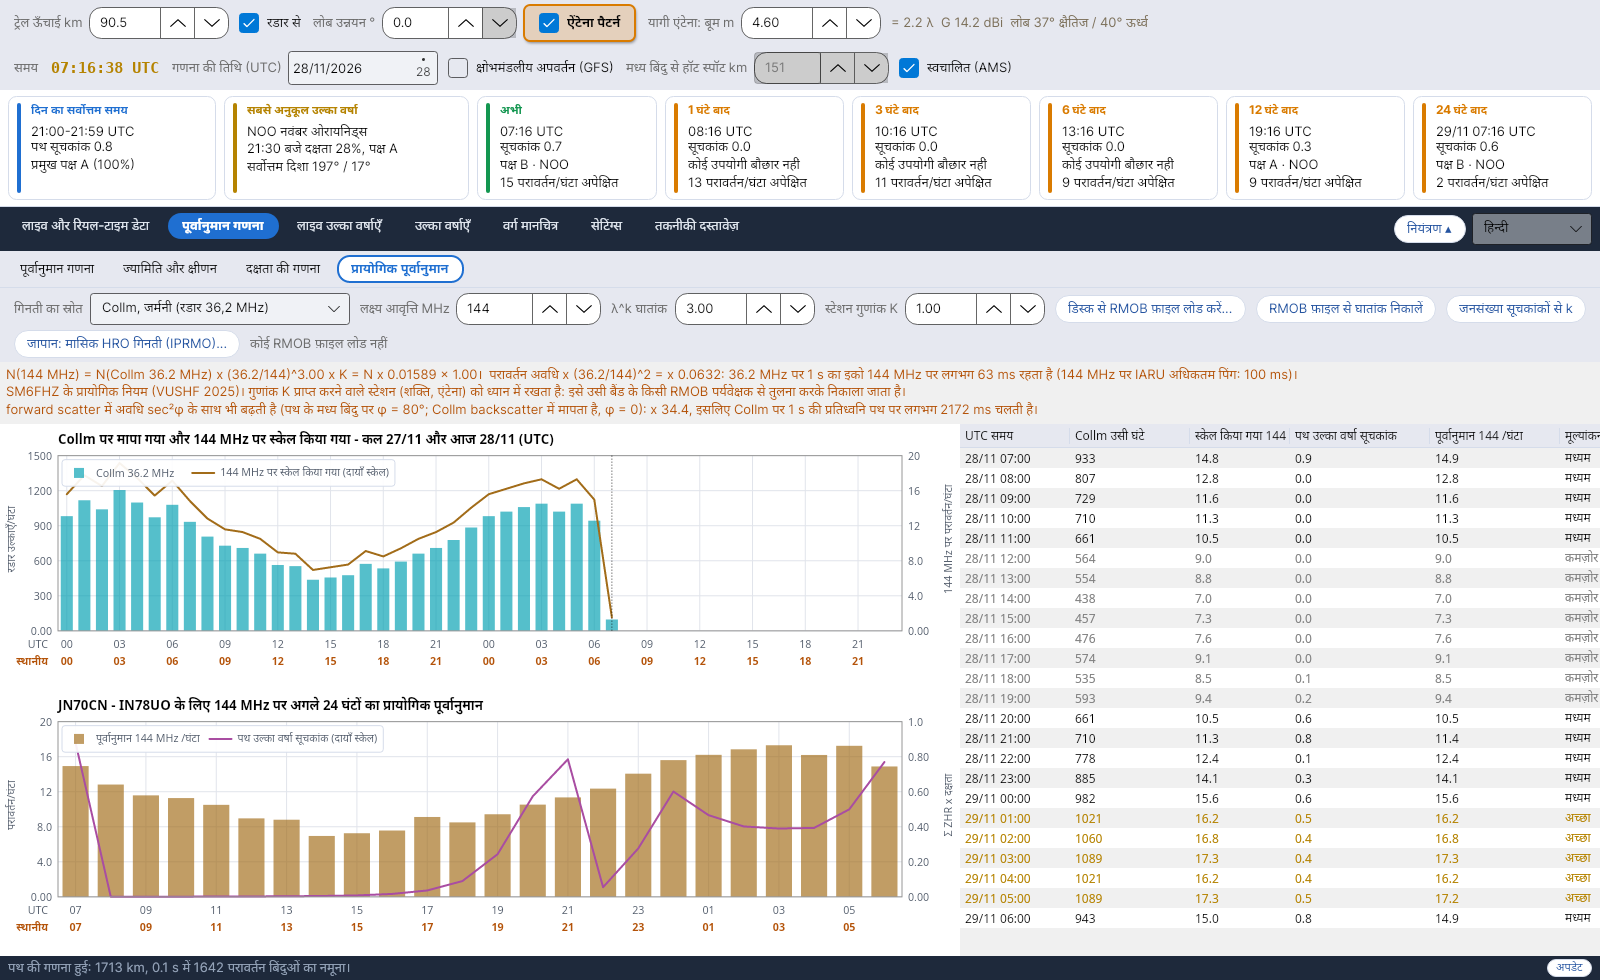 ट्रेल ऊँचाई km 90.5 रडार से लोब उन्नयन ° 0.0 ऐंटेना पैटर्न यागी एंटेना: बूम m 4.60 = 2.2 λ G 14.2 dBi लोब 37° क्षैतिज / 40° ऊर्ध्व
समय 07:16:38 UTC गणना की तिथि (UTC) 28/11/2026 28 क्षोभमंडलीय अपवर्तन (GFS) मध्य बिंदु से हॉट स्पॉट km 151 स्वचालित (AMS)
दिन का सर्वोत्तम समय
21:00-21:59 UTC
पथ सूचकांक 0.8
प्रमुख पक्ष A (100%)
सबसे अनुकूल उल्का वर्षा
NOO नवंबर ओरायनिड्स
21:30 बजे दक्षता 28%, पक्ष A
सर्वोत्तम दिशा 197° / 17°
अभी
07:16 UTC
सूचकांक 0.7
पक्ष B · NOO
15 परावर्तन/घंटा अपेक्षित
1 घंटे बाद
08:16 UTC
सूचकांक 0.0
कोई उपयोगी बौछार नहीं
13 परावर्तन/घंटा अपेक्षित
3 घंटे बाद
10:16 UTC
सूचकांक 0.0
कोई उपयोगी बौछार नहीं
11 परावर्तन/घंटा अपेक्षित
6 घंटे बाद
13:16 UTC
सूचकांक 0.0
कोई उपयोगी बौछार नहीं
9 परावर्तन/घंटा अपेक्षित
12 घंटे बाद
19:16 UTC
सूचकांक 0.3
पक्ष A · NOO
9 परावर्तन/घंटा अपेक्षित
24 घंटे बाद
29/11 07:16 UTC
सूचकांक 0.6
पक्ष B · NOO
2 परावर्तन/घंटा अपेक्षित
लाइव और रियल-टाइम डेटा पूर्वानुमान गणना लाइव उल्का वर्षाएँ उल्का वर्षाएँ वर्ग मानचित्र सेटिंग्स तकनीकी दस्तावेज़ नियंत्रण ▴ हिन्दी
पूर्वानुमान गणना ज्यामिति और क्षीणन दक्षता की गणना प्रायोगिक पूर्वानुमान
गिनती का स्रोत Collm, जर्मनी (रडार 36,2 MHz) लक्ष्य आवृत्ति MHz 144 λ^k घातांक 3.00 स्टेशन गुणांक K 1.00 डिस्क से RMOB फ़ाइल लोड करें... RMOB फ़ाइल से घातांक निकालें जनसंख्या सूचकांकों से k
जापान: मासिक HRO गिनती (IPRMO)... कोई RMOB फ़ाइल लोड नहीं
N(144 MHz) = N(Collm 36.2 MHz) x (36.2/144)^3.00 x K = N x 0.01589 × 1.00। परावर्तन अवधि x (36.2/144)^2 = x 0.0632: 36.2 MHz पर 1 s का इको 144 MHz पर लगभग 63 ms रहता है (144 MHz पर IARU अधिकतम पिंग: 100 ms)।
SM6FHZ के प्रायोगिक नियम (VUSHF 2025)। गुणांक K प्राप्त करने वाले स्टेशन (शक्ति, एंटेना) को ध्यान में रखता है: इसे उसी बैंड के किसी RMOB पर्यवेक्षक से तुलना करके निकाला जाता है।
forward scatter में अवधि sec²φ के साथ भी बढ़ती है (पथ के मध्य बिंदु पर φ = 80°; Collm backscatter में मापता है, φ = 0): x 34.4, इसलिए Collm पर 1 s की प्रतिध्वनि पथ पर लगभग 2172 ms चलती है।
Collm पर मापा गया और 144 MHz पर स्केल किया गया - कल 27/11 और आज 28/11 (UTC)
Collm 36.2 MHz 144 MHz पर स्केल किया गया (दायाँ स्केल)
रडार उल्काएँ/घंटा
1500
1200
900
600
300
0.00
20
16
12
8.0
4.0
0.00
144 MHz पर परावर्तन/घंटा
UTC 00 03 06 09 12 15 18 21 00 03 06 09 12 15 18 21
स्थानीय 00 03 06 09 12 15 18 21 00 03 06 09 12 15 18 21
JN70CN - IN78UO के लिए 144 MHz पर अगले 24 घंटों का प्रायोगिक पूर्वानुमान
पूर्वानुमान 144 MHz /घंटा पथ उल्का वर्षा सूचकांक (दायाँ स्केल)
परावर्तन/घंटा
20
16
12
8.0
4.0
0.00
1.0
0.80
0.60
0.40
0.20
0.00
Σ ZHR x दक्षता
UTC 07 09 11 13 15 17 19 21 23 01 03 05
स्थानीय 07 09 11 13 15 17 19 21 23 01 03 05
UTC समय Collm उसी घंटे स्केल किया गया 144 पथ उल्का वर्षा सूचकांक पूर्वानुमान 144 /घंटा मूल्यांकन
28/11 07:00 933 14.8 0.9 14.9 मध्यम
28/11 08:00 807 12.8 0.0 12.8 मध्यम
28/11 09:00 729 11.6 0.0 11.6 मध्यम
28/11 10:00 710 11.3 0.0 11.3 मध्यम
28/11 11:00 661 10.5 0.0 10.5 मध्यम
28/11 12:00 564 9.0 0.0 9.0 कमज़ोर
28/11 13:00 554 8.8 0.0 8.8 कमज़ोर
28/11 14:00 438 7.0 0.0 7.0 कमज़ोर
28/11 15:00 457 7.3 0.0 7.3 कमज़ोर
28/11 16:00 476 7.6 0.0 7.6 कमज़ोर
28/11 17:00 574 9.1 0.0 9.1 कमज़ोर
28/11 18:00 535 8.5 0.1 8.5 कमज़ोर
28/11 19:00 593 9.4 0.2 9.4 कमज़ोर
28/11 20:00 661 10.5 0.6 10.5 मध्यम
28/11 21:00 710 11.3 0.8 11.4 मध्यम
28/11 22:00 778 12.4 0.1 12.4 मध्यम
28/11 23:00 885 14.1 0.3 14.1 मध्यम
29/11 00:00 982 15.6 0.6 15.6 मध्यम
29/11 01:00 1021 16.2 0.5 16.2 अच्छा
29/11 02:00 1060 16.8 0.4 16.8 अच्छा
29/11 03:00 1089 17.3 0.4 17.3 अच्छा
29/11 04:00 1021 16.2 0.4 16.2 अच्छा
29/11 05:00 1089 17.3 0.5 17.2 अच्छा
29/11 06:00 943 15.0 0.8 14.9 मध्यम
पथ की गणना हुई: 1713 km, 0.1 s में 1642 परावर्तन बिंदुओं का नमूना। अपडेट